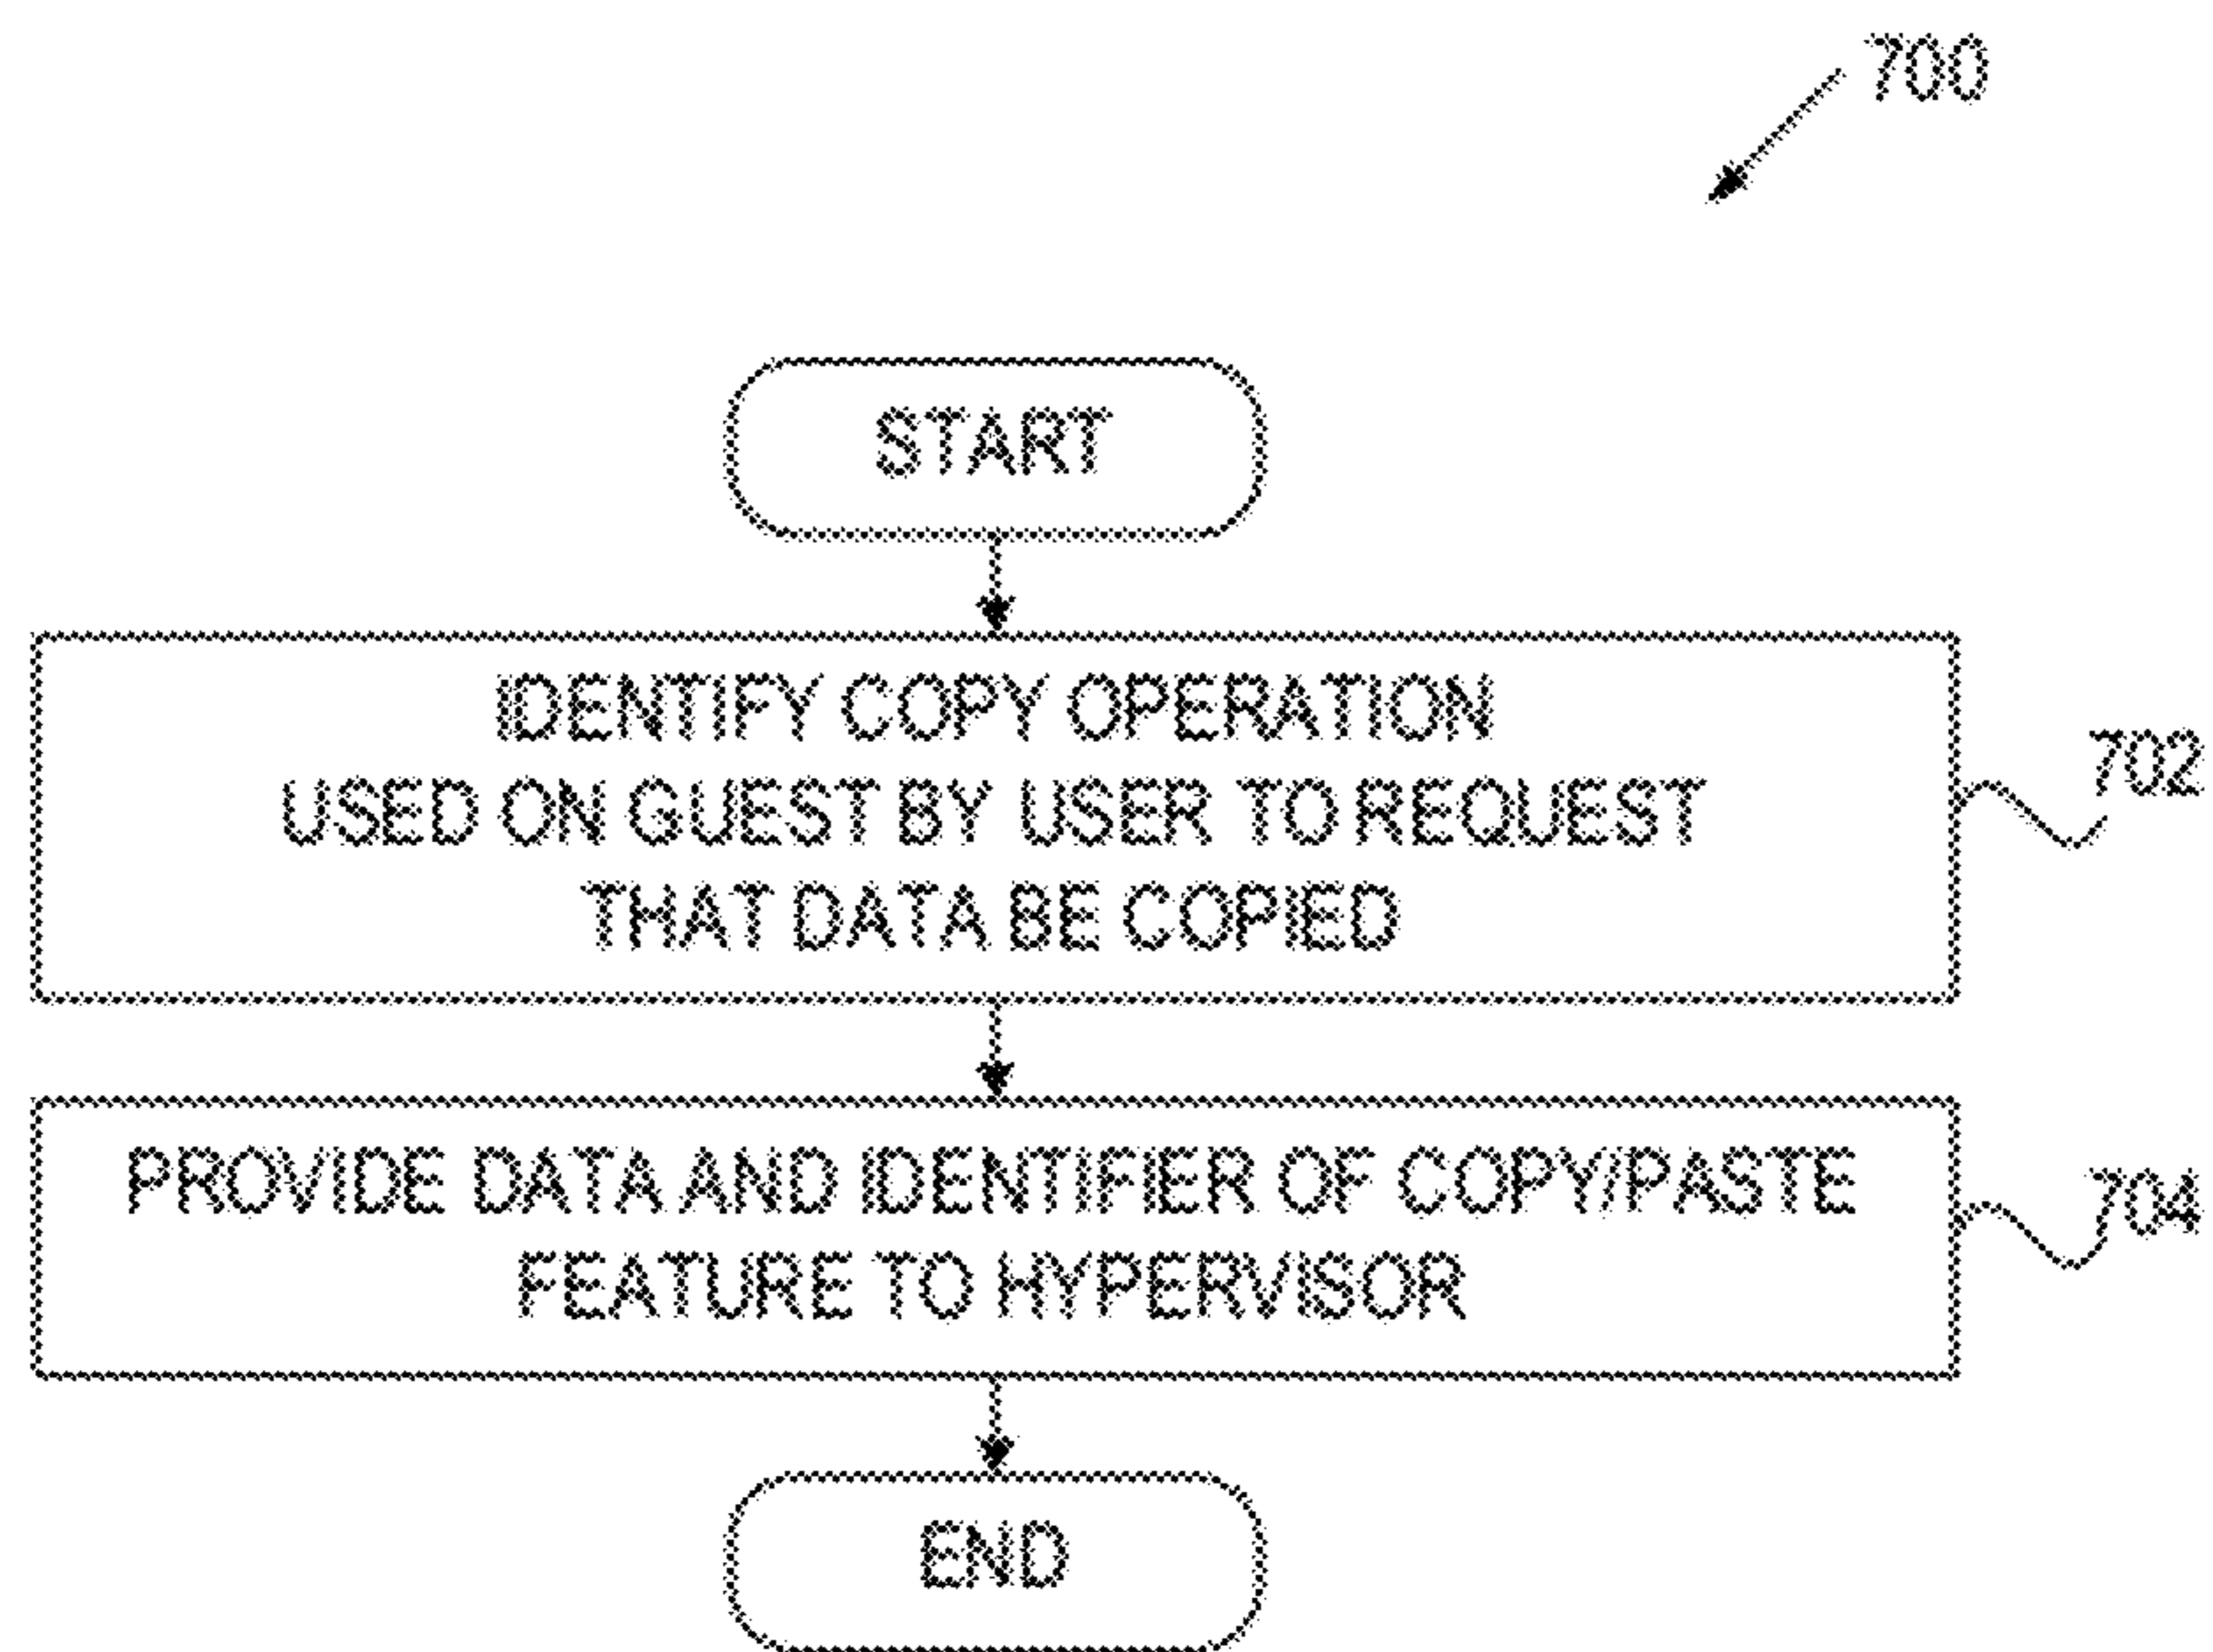 700
START
IDENTIFY COPY OPERATION
USED ON GUEST BY USER TO REQUEST
THAT DATA BE COPIED
702
PROVIDE DATA AND IDENTIFIER OF COPY/PASTE
FEATURE TO HYPERVISOR
704
END